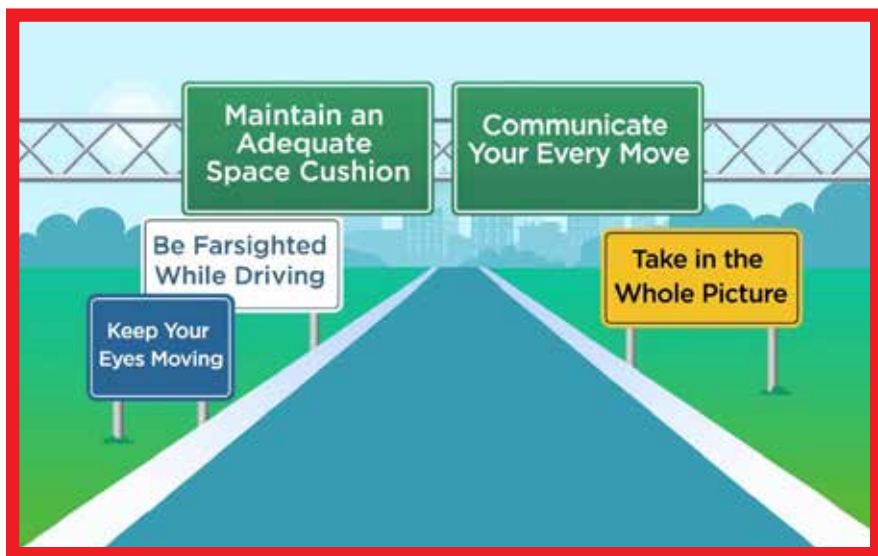 Maintain an
Adequate
Space Cushion
Communicate
Your Every Move
Be Farsighted
While Driving
Take in the
Whole Picture
Keep Your
Eyes Moving